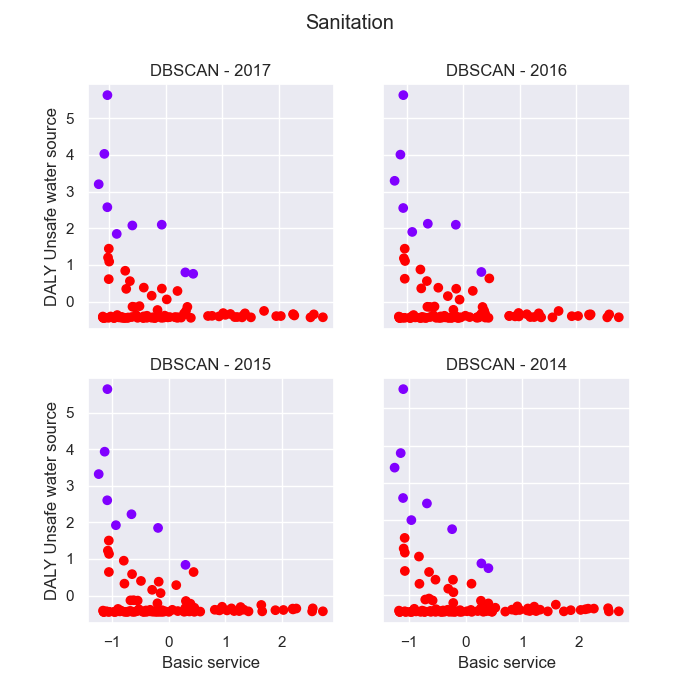 Sanitation
DBSCAN - 2017
DBSCAN - 2016
DALY Unsafe water source
5
4
3
2
1
0
DBSCAN - 2015
DBSCAN - 2014
DALY Unsafe water source
5
4
3
2
1
0
−1 0 1 2
−1 0 1 2
Basic service
Basic service